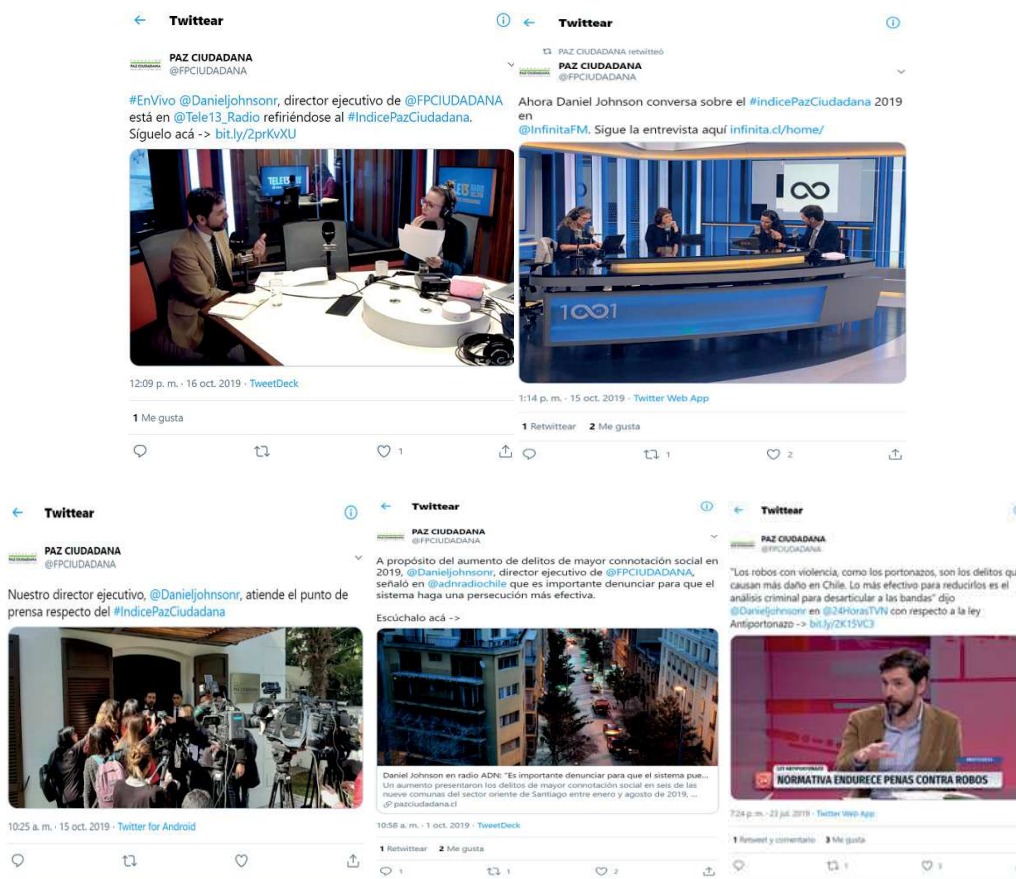 Twittear
PAZ CIUDADANA
@FPCIUDADANA
#EnVivo @Danieljohnsonr, director ejecutivo de @FPCIUDADANA
está en @Tele13_Radio refiriéndose al #IndicePazCiudadana.
Síguelo acá -> bit.ly/2prKvXU
TELE13
12:09 p. m. · 16 oct. 2019 · TweetDeck
1 Me gusta
1
Twittear
PAZ CIUDADANA retwitteó
PAZ CIUDADANA
@FPCIUDADANA
Ahora Daniel Johnson conversa sobre el #indicePazCiudadana 2019
en
@InfinitaFM. Sigue la entrevista aquí infinita.cl/home/
1:14 p. m. · 15 oct. 2019 · Twitter Web App
1 Retwittear 2 Me gusta
1 2
Twittear
PAZ CIUDADANA
@FPCIUDADANA
Nuestro director ejecutivo, @Danieljohnsonr, atiende el punto de
prensa respecto del #IndicePazCiudadana
10:25 a. m. · 15 oct. 2019 · Twitter for Android
Twittear
PAZ CIUDADANA
@FPCIUDADANA
A propósito del aumento de delitos de mayor connotación social en
2019, @Danieljohnsonr, director ejecutivo de @FPCIUDADANA,
señaló en @adnradiochile que es importante denunciar para que el
sistema haga una persecución más efectiva.
Escúchalo acá ->
Daniel Johnson en radio ADN: "Es importante denunciar para que el sistema pue...
Un aumento presentaron los delitos de mayor connotación social en seis de las
nueve comunas del sector oriente de Santiago entre enero y agosto de 2019, ...
pazciudadana.cl
10:58 a. m. · 1 oct. 2019 · TweetDeck
1 Retwittear 2 Me gusta
1 1 2
Twittear
PAZ CIUDADANA
@FPCIUDADANA
"Los robos con violencia, como los portonazos, son los delitos qu
causan más daño en Chile. Lo más efectivo para reducirlos es el
análisis criminal para desarticular a las bandas" dijo
@Danieljohnsonr en @24HorasTVN con respecto a la ley
Antiportonazo -> bit.ly/2K15VC3
LEY ANTIPORTONAZO
NORMATIVA ENDURECE PENAS CONTRA ROBOS
7:24 p. m. · 23 jul. 2019 · Twitter Web App
1 Retweet y comentario 3 Me gusta
1 3